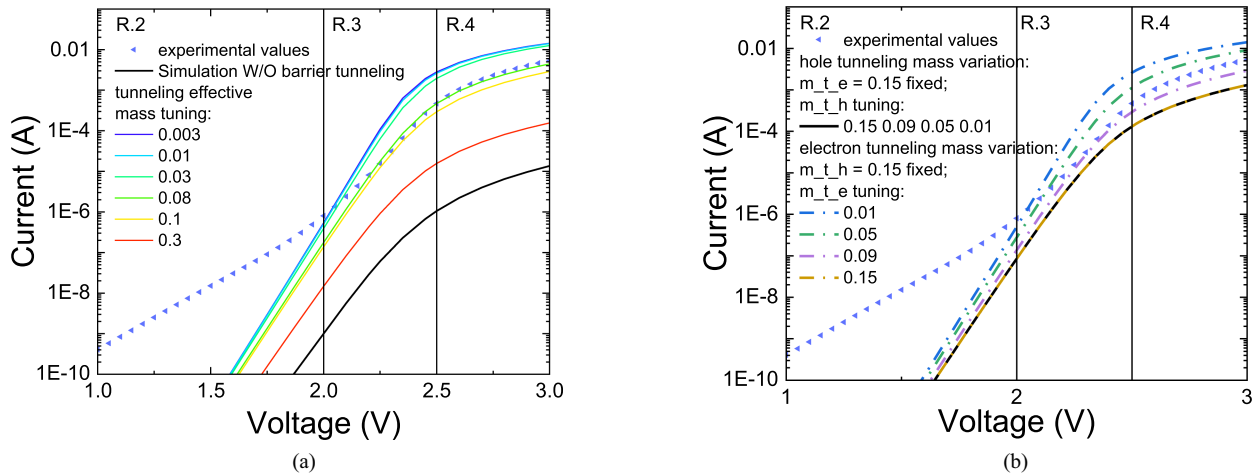 R.2 R.3 R.4
experimental values
Simulation W/O barrier tunneling
tunneling effective
mass tuning:
0.003
0.01
0.03
0.08
0.1
0.3
0.01
1E-4
1E-6
1E-8
1E-10
Current (A)
1.0 1.5 2.0 2.5 3.0
Voltage (V)
(a)
R.2 R.3 R.4
experimental values
hole tunneling mass variation:
m_t_e = 0.15 fixed;
m_t_h tuning:
0.15 0.09 0.05 0.01
electron tunneling mass variation:
m_t_h = 0.15 fixed;
m_t_e tuning:
0.01
0.05
0.09
0.15
0.01
1E-4
1E-6
1E-8
1E-10
Current (A)
1 2 3
Voltage (V)
(b)